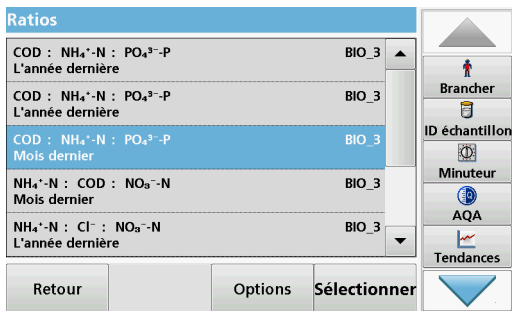 Ratios
COD : NH₄⁺-N : PO₄³⁻-P BIO_3
L'année dernière
COD : NH₄⁺-N : PO₄³⁻-P BIO_3
L'année dernière
COD : NH₄⁺-N : PO₄³⁻-P BIO_3
Mois dernier
NH₄⁺-N : COD : NO₃⁻-N BIO_3
Mois dernier
NH₄⁺-N : Cl⁻ : NO₃⁻-N BIO_3
L'année dernière
Retour
Options
Sélectionner
Brancher
ID échantillon
Minuteur
AQA
Tendances